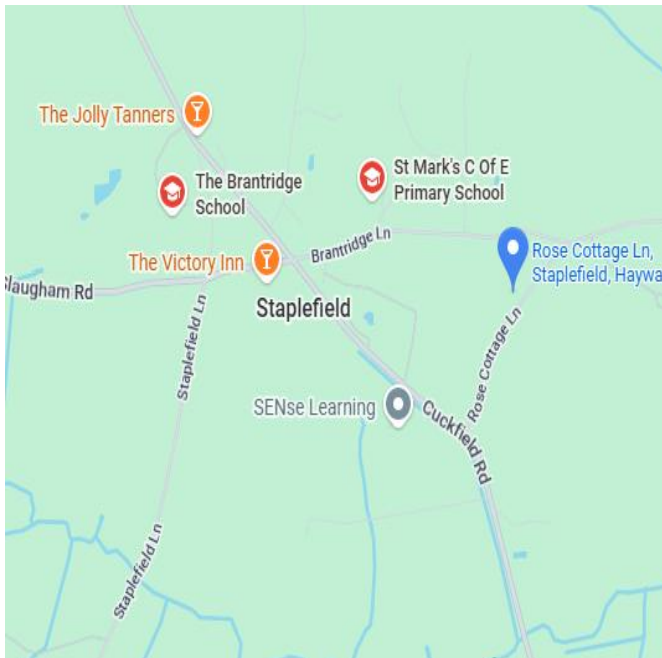 The Jolly Tanners
The Brantridge
School
St Mark's C Of E
Primary School
The Victory Inn
Brantridge Ln
Rose Cottage Ln,
Staplefield, Haywa
slaugham Rd
Staplefield
Staplefield Ln
Rose Cottage Ln
SENse Learning
Cuckfield Rd
Staplefield Ln